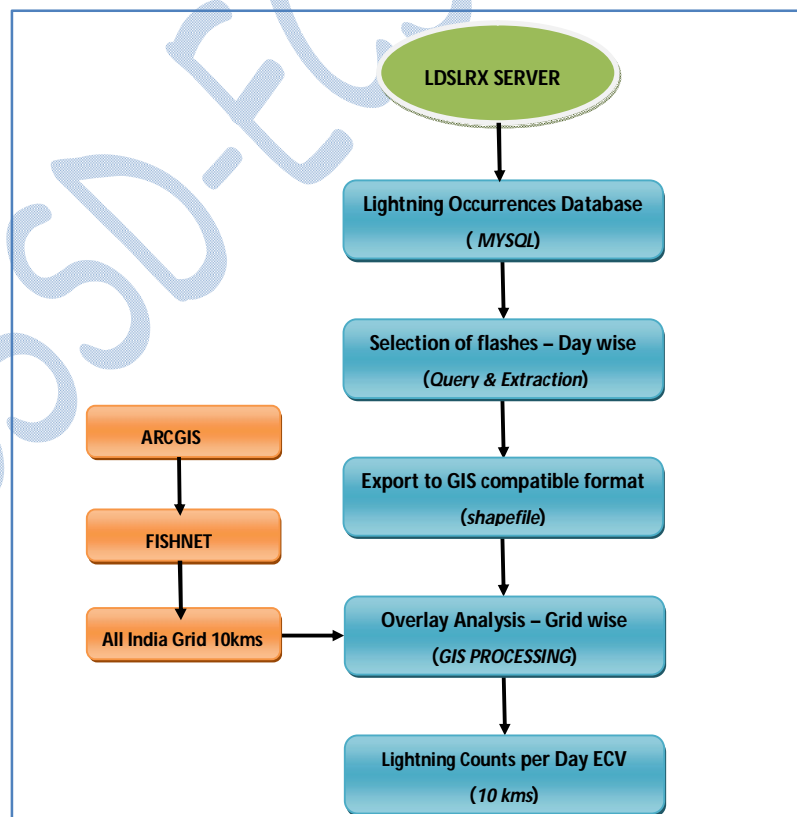 LDSLRX SERVER
Lightning Occurrences Database
( MYSQL)
Selection of flashes – Day wise
(Query & Extraction)
ARCGIS
Export to GIS compatible format
(shapefile)
FISHNET
All India Grid 10kms
Overlay Analysis – Grid wise
(GIS PROCESSING)
Lightning Counts per Day ECV
(10 kms)